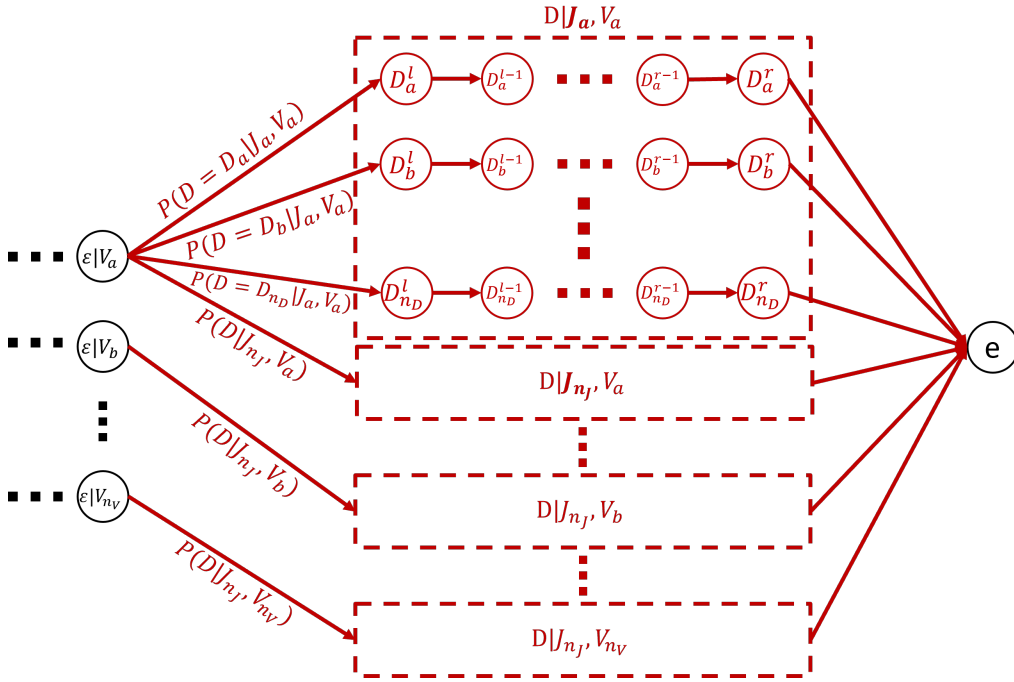 D|J_a, V_a
D_a^l D_a^{l-1} D_a^{r-1} D_a^r
P(D = D_a|J_a, V_a)
D_b^l D_b^{l-1} D_b^{r-1} D_b^r
P(D = D_b|J_a, V_a)
ε|V_a
P(D = D_{n_D}|J_a, V_a)
D_{n_D}^l D_{n_D}^{l-1} D_{n_D}^{r-1} D_{n_D}^r
P(D|J_{n_J}, V_a)
ε|V_b
e
D|J_{n_J}, V_a
P(D|J_{n_J}, V_b)
ε|V_{n_V}
D|J_{n_J}, V_b
P(D|J_{n_J}, V_{n_V})
D|J_{n_J}, V_{n_V}